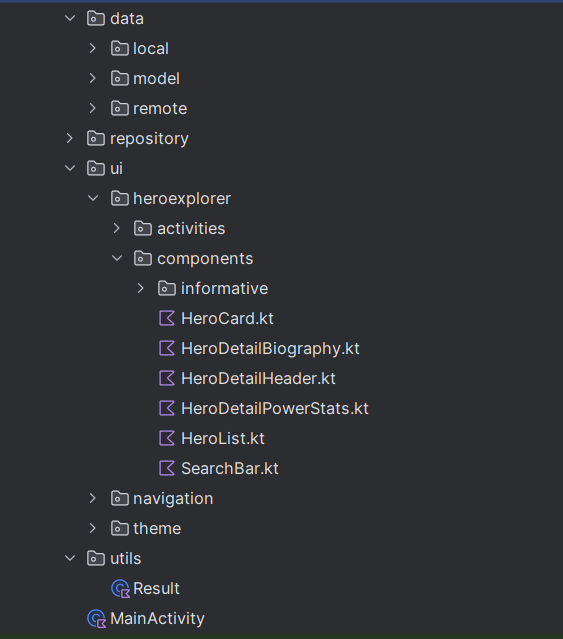 data
local
model
remote
repository
ui
heroexplorer
activities
components
informative
HeroCard.kt
HeroDetailBiography.kt
HeroDetailHeader.kt
HeroDetailPowerStats.kt
HeroList.kt
SearchBar.kt
navigation
theme
utils
Result
MainActivity